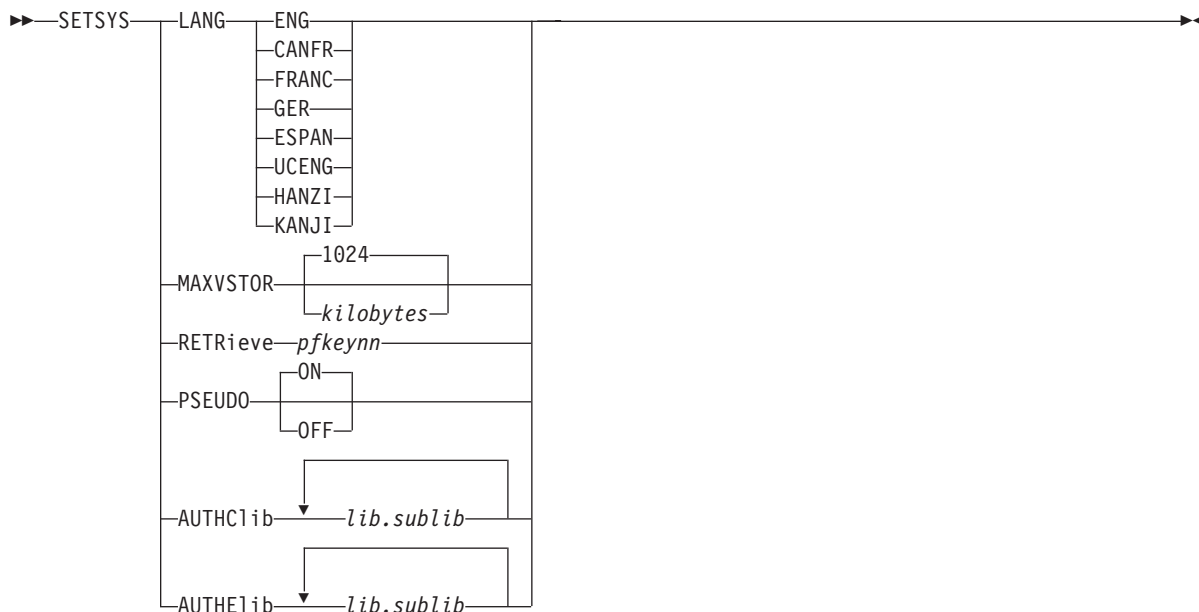 SETSYS LANG ENG
CANFR
FRANC
GER
ESPAN
UCENG
HANZI
KANJI
1024
MAXVSTOR
kilobytes
RETRieve pfkeynn
ON
PSEUDO
OFF
AUTHClib lib.sublib
AUTHElib lib.sublib